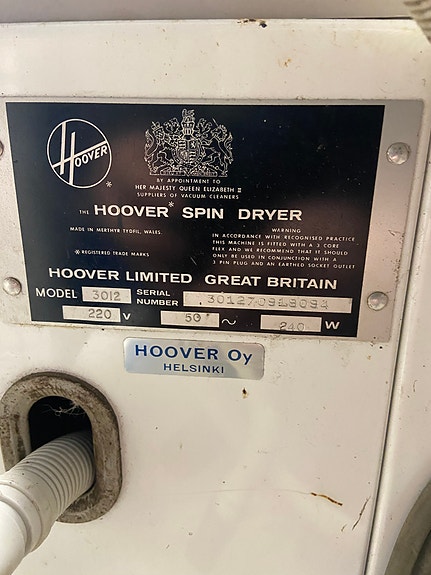 HOOVER
*
BY APPOINTMENT TO
HER MAJESTY QUEEN ELIZABETH II
SUPPLIERS OF VACUUM CLEANERS
THE HOOVER* SPIN DRYER
MADE IN MERTHYR TYDFIL, WALES.
* REGISTERED TRADE MARKS
WARNING
IN ACCORDANCE WITH RECOGNISED PRACTICE
THIS MACHINE IS FITTED WITH A 3 CORE
FLEX AND WE RECOMMEND THAT IT SHOULD
ONLY BE USED IN CONJUNCTION WITH A
3 PIN PLUG AND AN EARTHED SOCKET OUTLET
HOOVER LIMITED GREAT BRITAIN
MODEL 3012 SERIAL NUMBER
220 V 50 ~ 240 W
HOOVER Oy
HELSINKI